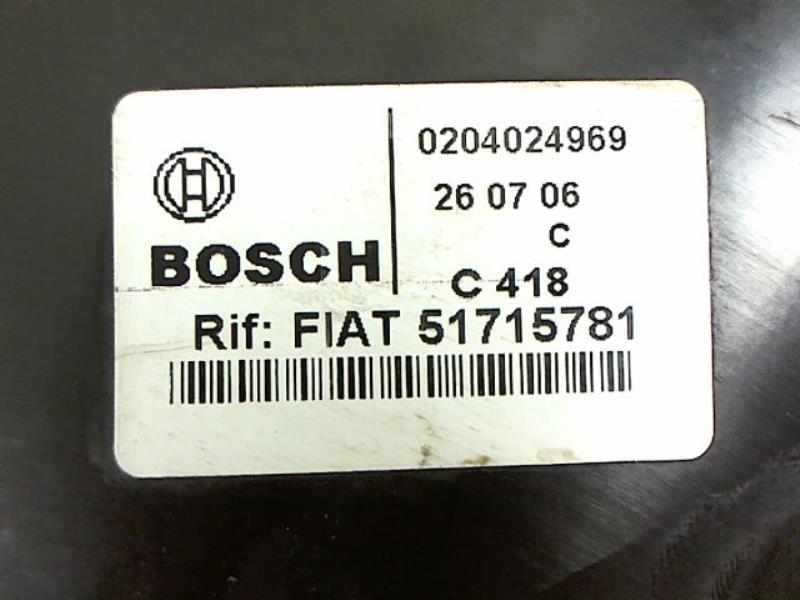 0204024969
26 07 06
C
BOSCH
C 418
Rif: FIAT 51715781